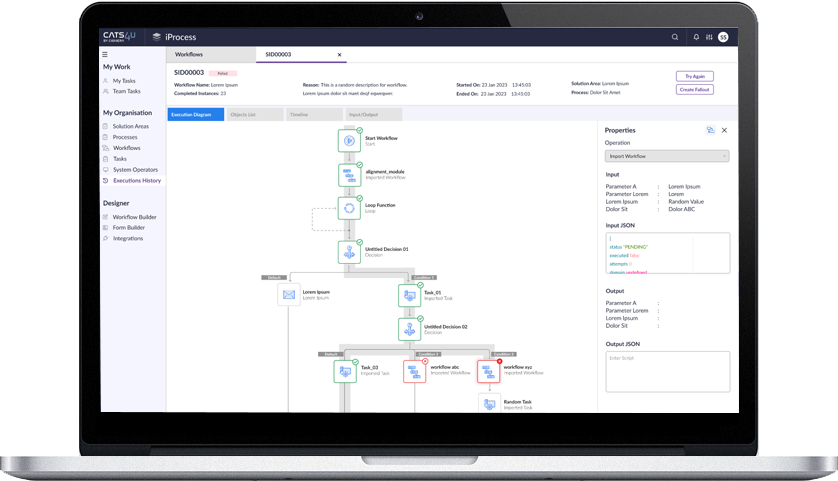 CATS4U
iProcess
SS
Workflows
SID00003
×
My Work
My Tasks
Team Tasks
My Organisation
Solution Areas
Processes
Workflows
Tasks
System Operators
Executions History
Designer
Workflow Builder
Form Builder
Integrations
SID00003 Failed
Workflow Name: Lorem Ipsum
Completed Instances: 23
Reason: This is a random description for workflow.
Lorem ipsum dolor sit mant deqf eqwequer.
Started On: 23 Jan 2023 13:45:03
Ended On: 23 Jan 2023 13:45:03
Solution Area: Lorem Ipsum
Process: Dolor Sit Amet
Try Again
Create Fallout
Execution Diagram
Objects List
Timeline
Input/Output
Start Workflow
Start
alignment_module
Imported Workflow
Loop Function
Loop
Untitled Decision 01
Decision
Default
Condition 1
Lorem Ipsum
Lorem Ipsum
Task_01
Imported Task
Untitled Decision 02
Decision
Default
Condition 1
Task_03
Imported Task
workflow abc
Imported Workflow
workflow xyz
Imported Workflow
Random Task
Imported Task
Properties
Operation
Import Workflow
Input
Parameter A : Lorem Ipsum
Parameter Lorem : Lorem
Lorem Ipsum : Random Value
Dolor Sit : Dolor ABC
Input JSON
{
status "PENDING"
executed false
attempts 0
domain undefined
Output
Parameter A :
Parameter Lorem :
Lorem Ipsum :
Dolor Sit :
Output JSON
Enter Script